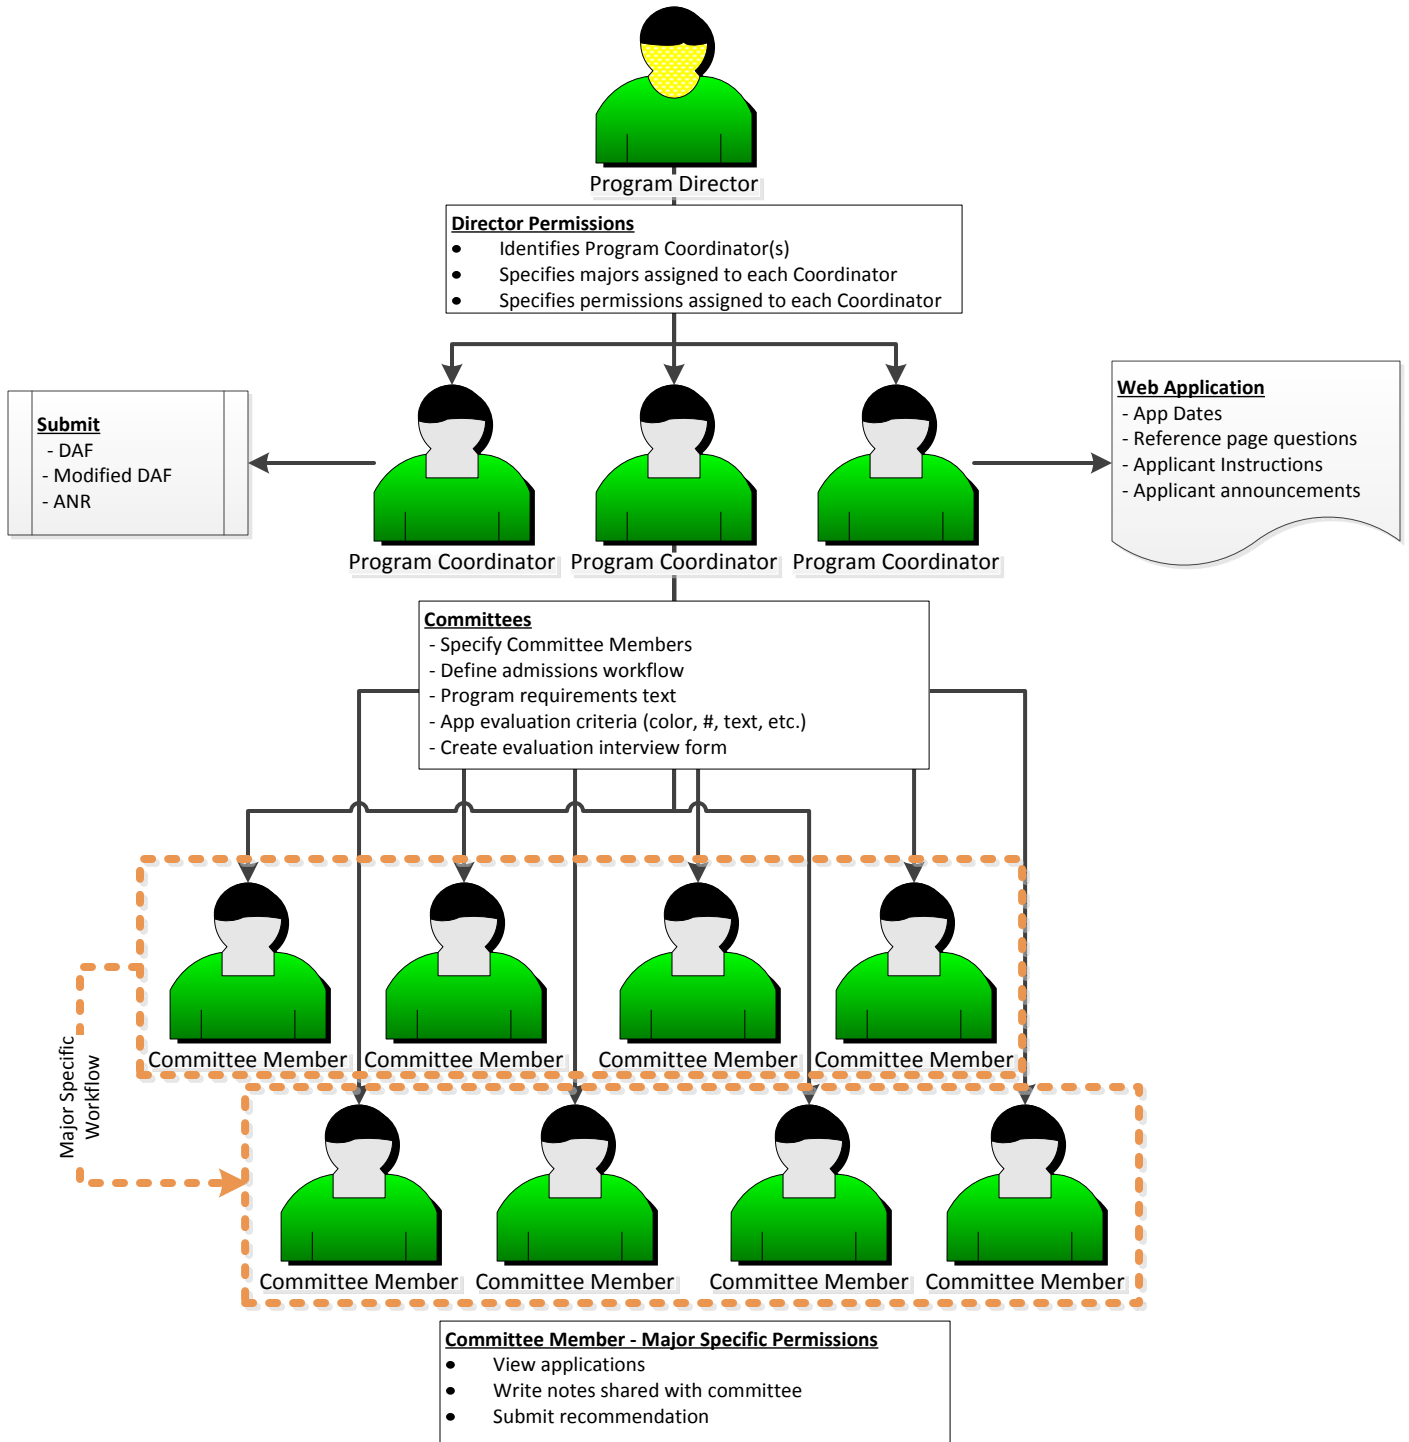 Program Director
Director Permissions
• Identifies Program Coordinator(s)
• Specifies majors assigned to each Coordinator
• Specifies permissions assigned to each Coordinator
Submit
- DAF
- Modified DAF
- ANR
Web Application
- App Dates
- Reference page questions
- Applicant Instructions
- Applicant announcements
Program Coordinator
Program Coordinator
Program Coordinator
Committees
- Specify Committee Members
- Define admissions workflow
- Program requirements text
- App evaluation criteria (color, #, text, etc.)
- Create evaluation interview form
Committee Member
Committee Member
Committee Member
Committee Member
Major Specific
Workflow
Committee Member
Committee Member
Committee Member
Committee Member
Committee Member - Major Specific Permissions
• View applications
• Write notes shared with committee
• Submit recommendation